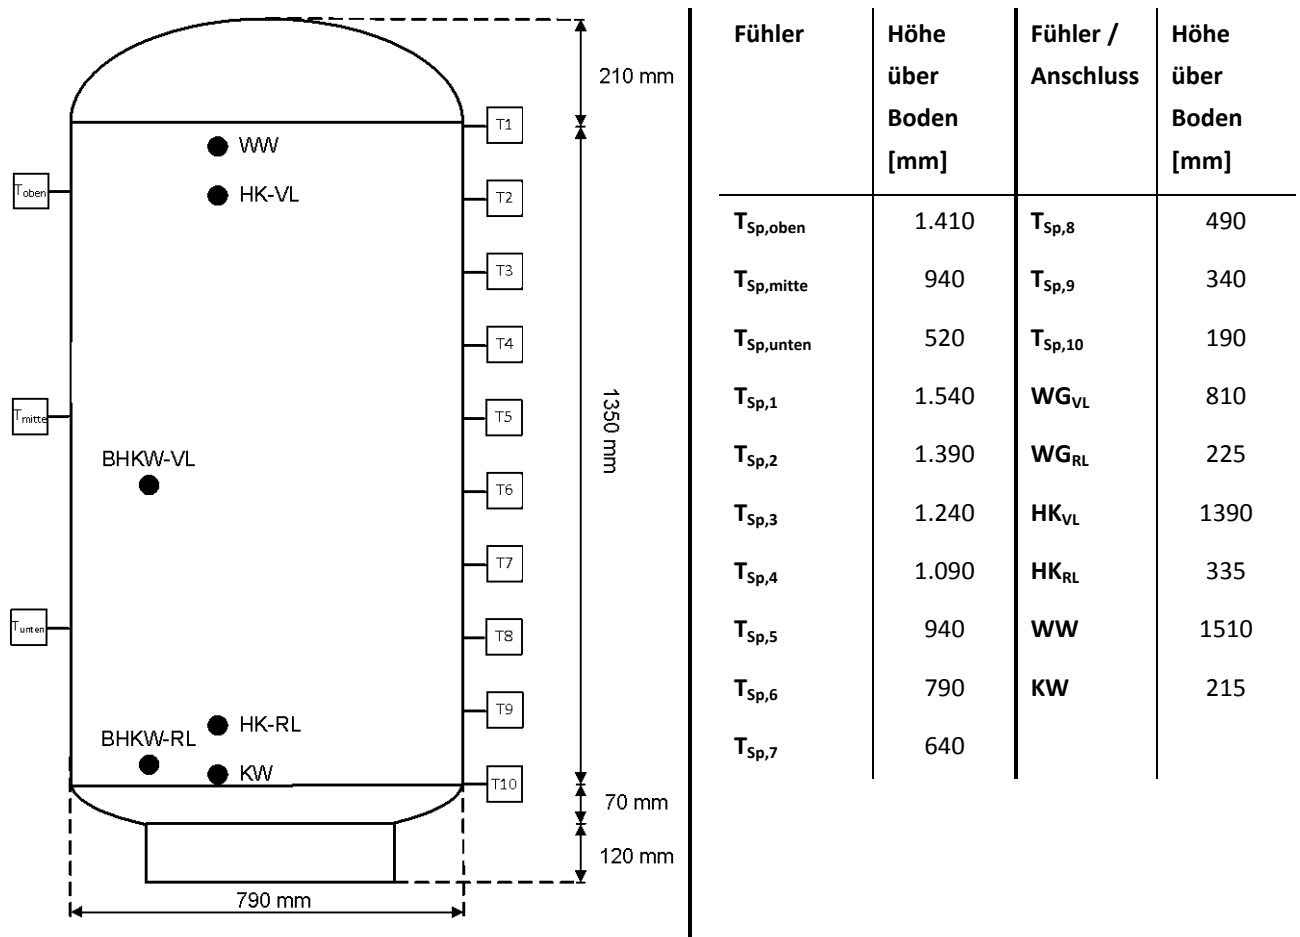 210 mm
T1
WW
Toben
HK-VL
T2
T3
T4
Tmitte
T5
1350 mm
BHKW-VL
T6
T7
Tunten
T8
HK-RL
T9
BHKW-RL
KW
T10
70 mm
120 mm
790 mm
Fühler Höhe Fühler / Höhe
über Anschluss über
Boden Boden
[mm] [mm]
TSp,oben 1.410 TSp,8 490
TSp,mitte 940 TSp,9 340
TSp,unten 520 TSp,10 190
TSp,1 1.540 WGVL 810
TSp,2 1.390 WGRL 225
TSp,3 1.240 HKVL 1390
TSp,4 1.090 HKRL 335
TSp,5 940 WW 1510
TSp,6 790 KW 215
TSp,7 640